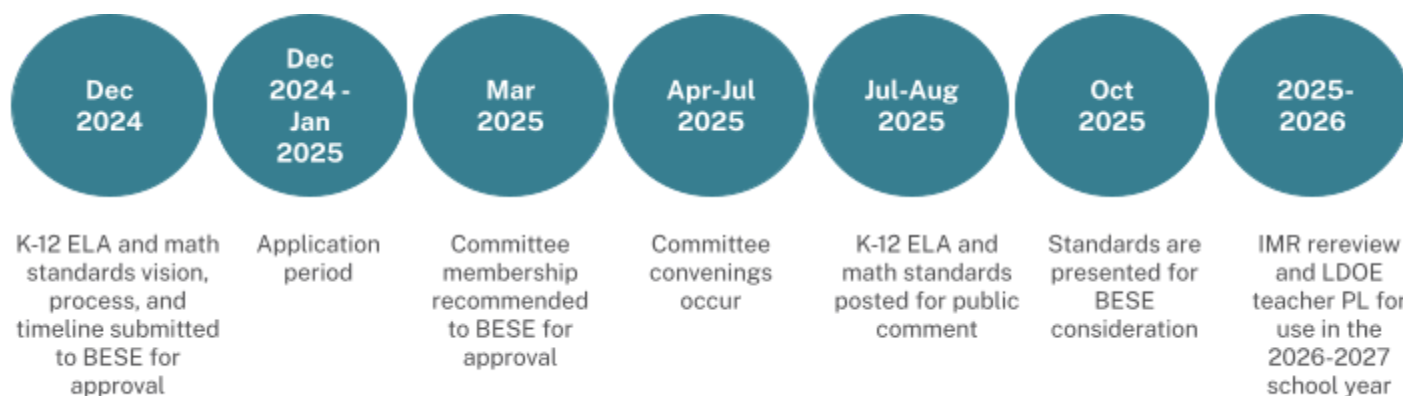 Dec
2024
Dec
2024 -
Jan
2025
Mar
2025
Apr-Jul
2025
Jul-Aug
2025
Oct
2025
2025-
2026
K-12 ELA and math
standards vision,
process, and
timeline submitted
to BESE for
approval
Application
period
Committee
membership
recommended
to BESE for
approval
Committee
convenings
occur
K-12 ELA and
math standards
posted for public
comment
Standards are
presented for
BESE
consideration
IMR rereview
and LDOE
teacher PL for
use in the
2026-2027
school year